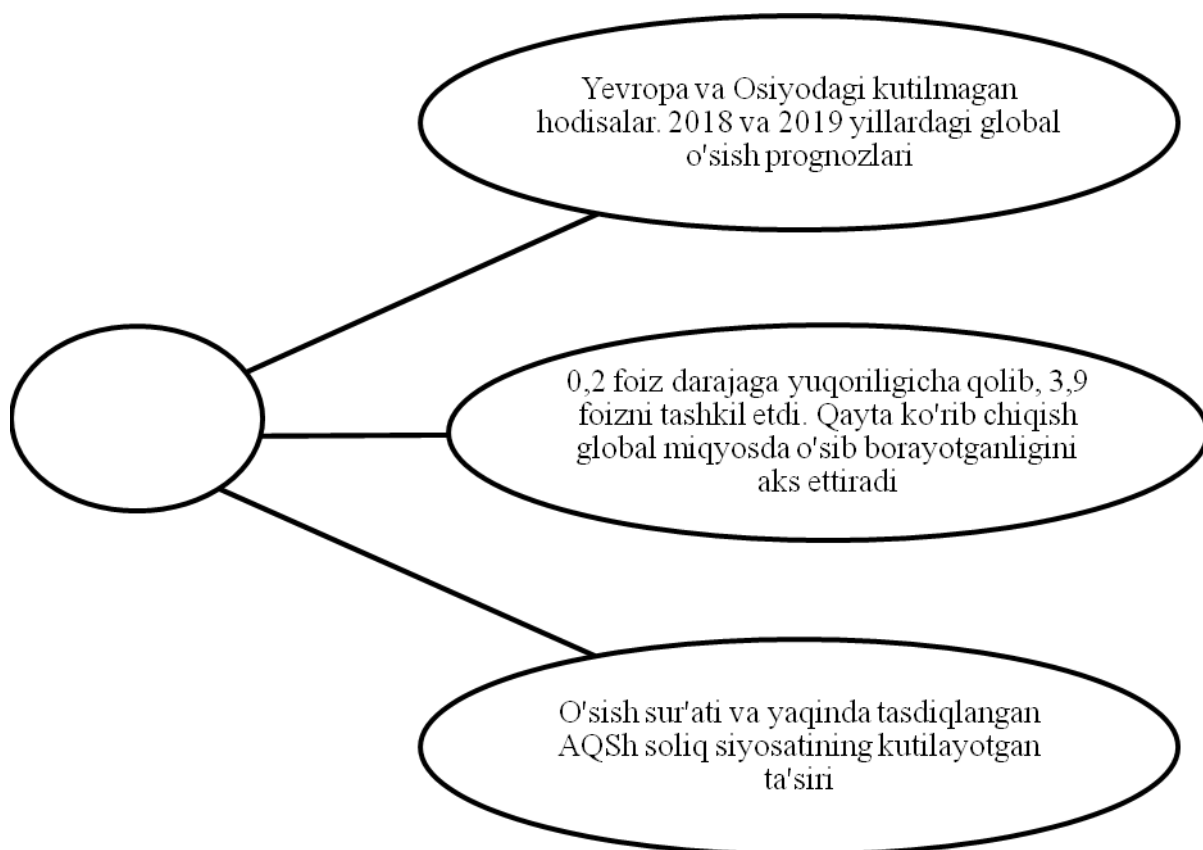 Yevropa va Osiyodagi kutilmagan
hodisalar. 2018 va 2019 yillardagi global
o'sish prognozlari
0,2 foiz darajaga yuqoriligicha qolib, 3,9
foizni tashkil etdi. Qayta ko'rib chiqish
global miqyosda o'sib borayotganligini
aks ettiradi
O'sish sur'ati va yaqinda tasdiqlangan
AQSh soliq siyosatining kutilayotgan
ta'siri